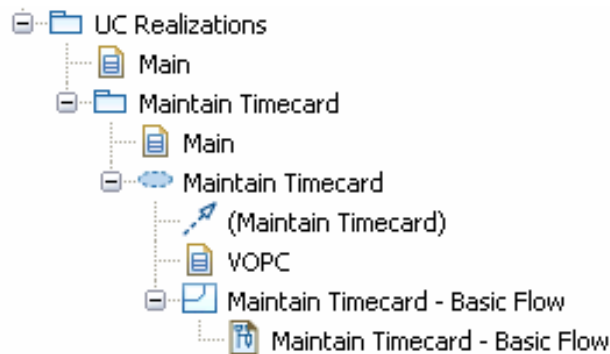 UC Realizations
Main
Maintain Timecard
Main
Maintain Timecard
(Maintain Timecard)
VOPC
Maintain Timecard - Basic Flow
Maintain Timecard - Basic Flow